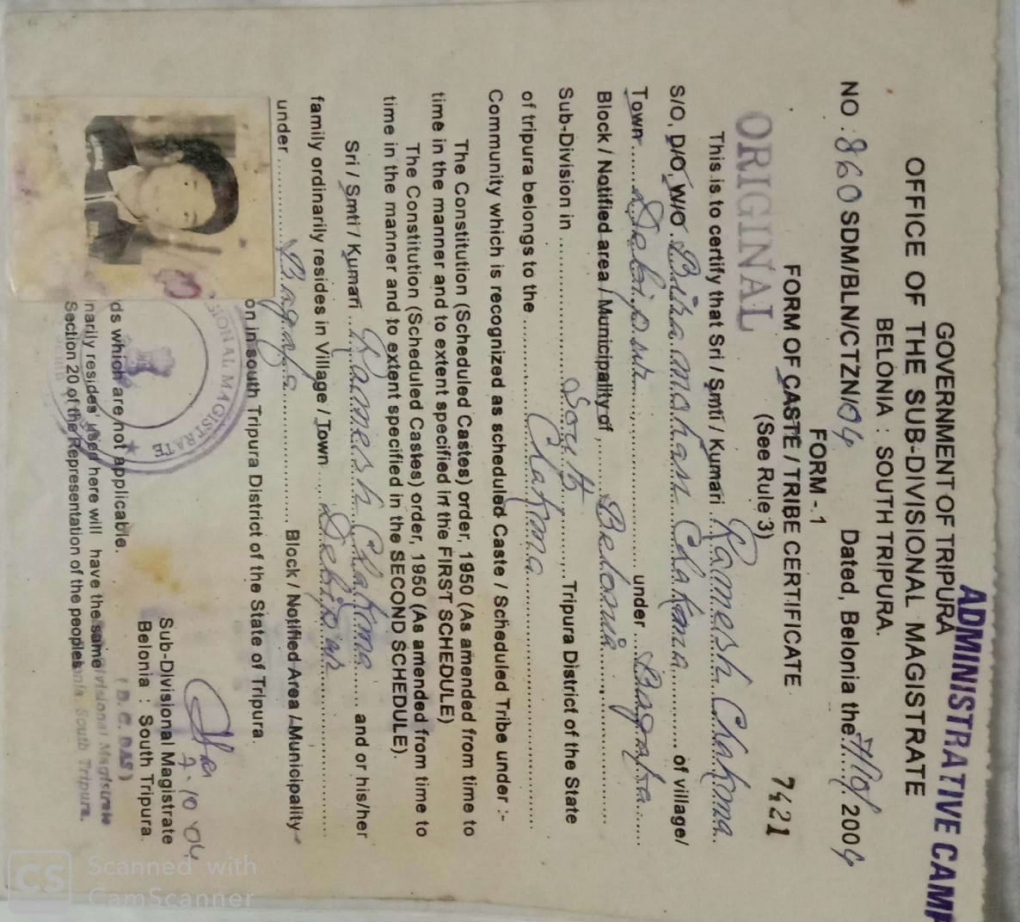 ADMINISTRATIVE CAM
GOVERNMENT OF TRIPURA
OFFICE OF THE SUB-DIVISIONAL MAGISTRATE
BELONIA : SOUTH TRIPURA.
NO : 860 SDM/BLN/CTZN/04 Dated, Belonia the 7/10/ 2004
FORM - 1
FORM OF CASTE / TRIBE CERTIFICATE 7421
(See Rule 3)
ORIGINAL
This is to certify that Sri / Smti / Kumari Ramesh Chakma
S/O, D/O, W/O. mohan Chakma of village/
Town Debipur under Bagafa
Block / Notified area / Municipality of Belonia
Sub-Division in South Tripura District of the State
of tripura belongs to the Chakma
Community which is recognized as scheduled Caste / Scheduled Tribe under :-
The Constitution (Scheduled Castes) order, 1950 (As amended from time to
time in the manner and to extent specified in the FIRST SCHEDULE)
The Constitution (Scheduled Castes) order, 1950 (As amended from time to
time in the manner and to extent specified in the SECOND SCHEDULE).
Sri / Smti / Kumari Ramesh Chakma and or his/her
family ordinarily resides in Village / Town Debipur
under Bagafa Block / Notified Area / Municipality
on in south Tripura District of the State of Tripura.
7.10.04
Sub-Divisional Magistrate
Belonia : South Tripura.
SIONAL MAGISTRATE
ds which are not applicable.
narily resides' used here will have the same
Section 20 of the Representation of the peoples
(B. C. DAS)
visional Magistrate
South Tripura.
CS Scanned with
CamScanner